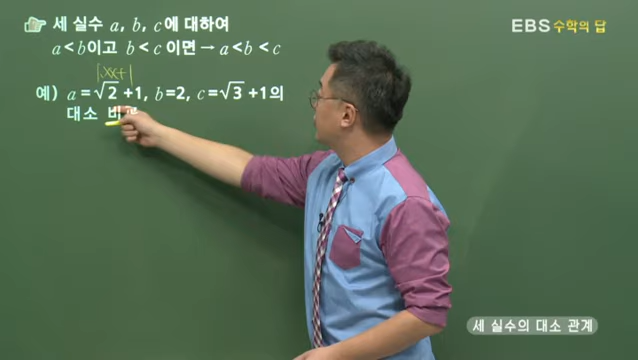 세 실수 a, b, c에 대하여
a<b이고 b<c이면 → a<b<c
EBS 수학의 답
예) a=√2+1, b=2, c=√3+1의
대소 비교
세 실수의 대소 관계